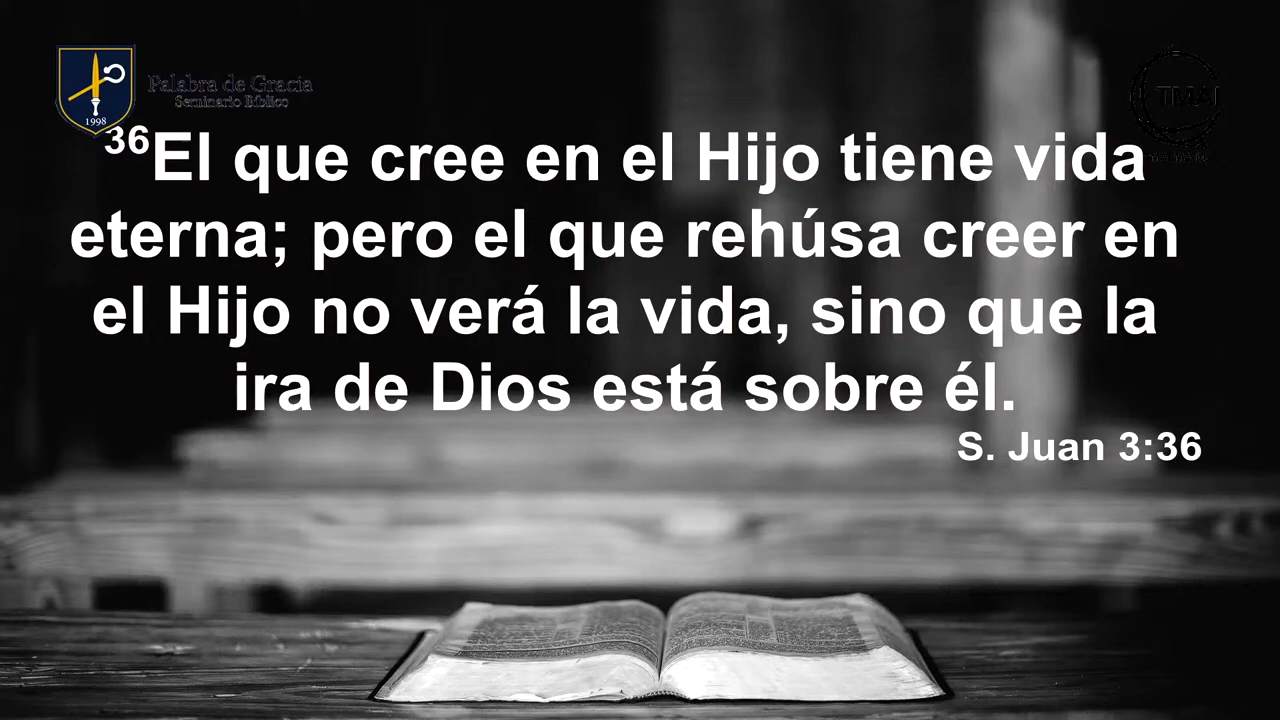 Palabra de Gracia
Seminario Bíblico
1998
TMAI
36El que cree en el Hijo tiene vida
eterna; pero el que rehúsa creer en
el Hijo no verá la vida, sino que la
ira de Dios está sobre él.
S. Juan 3:36